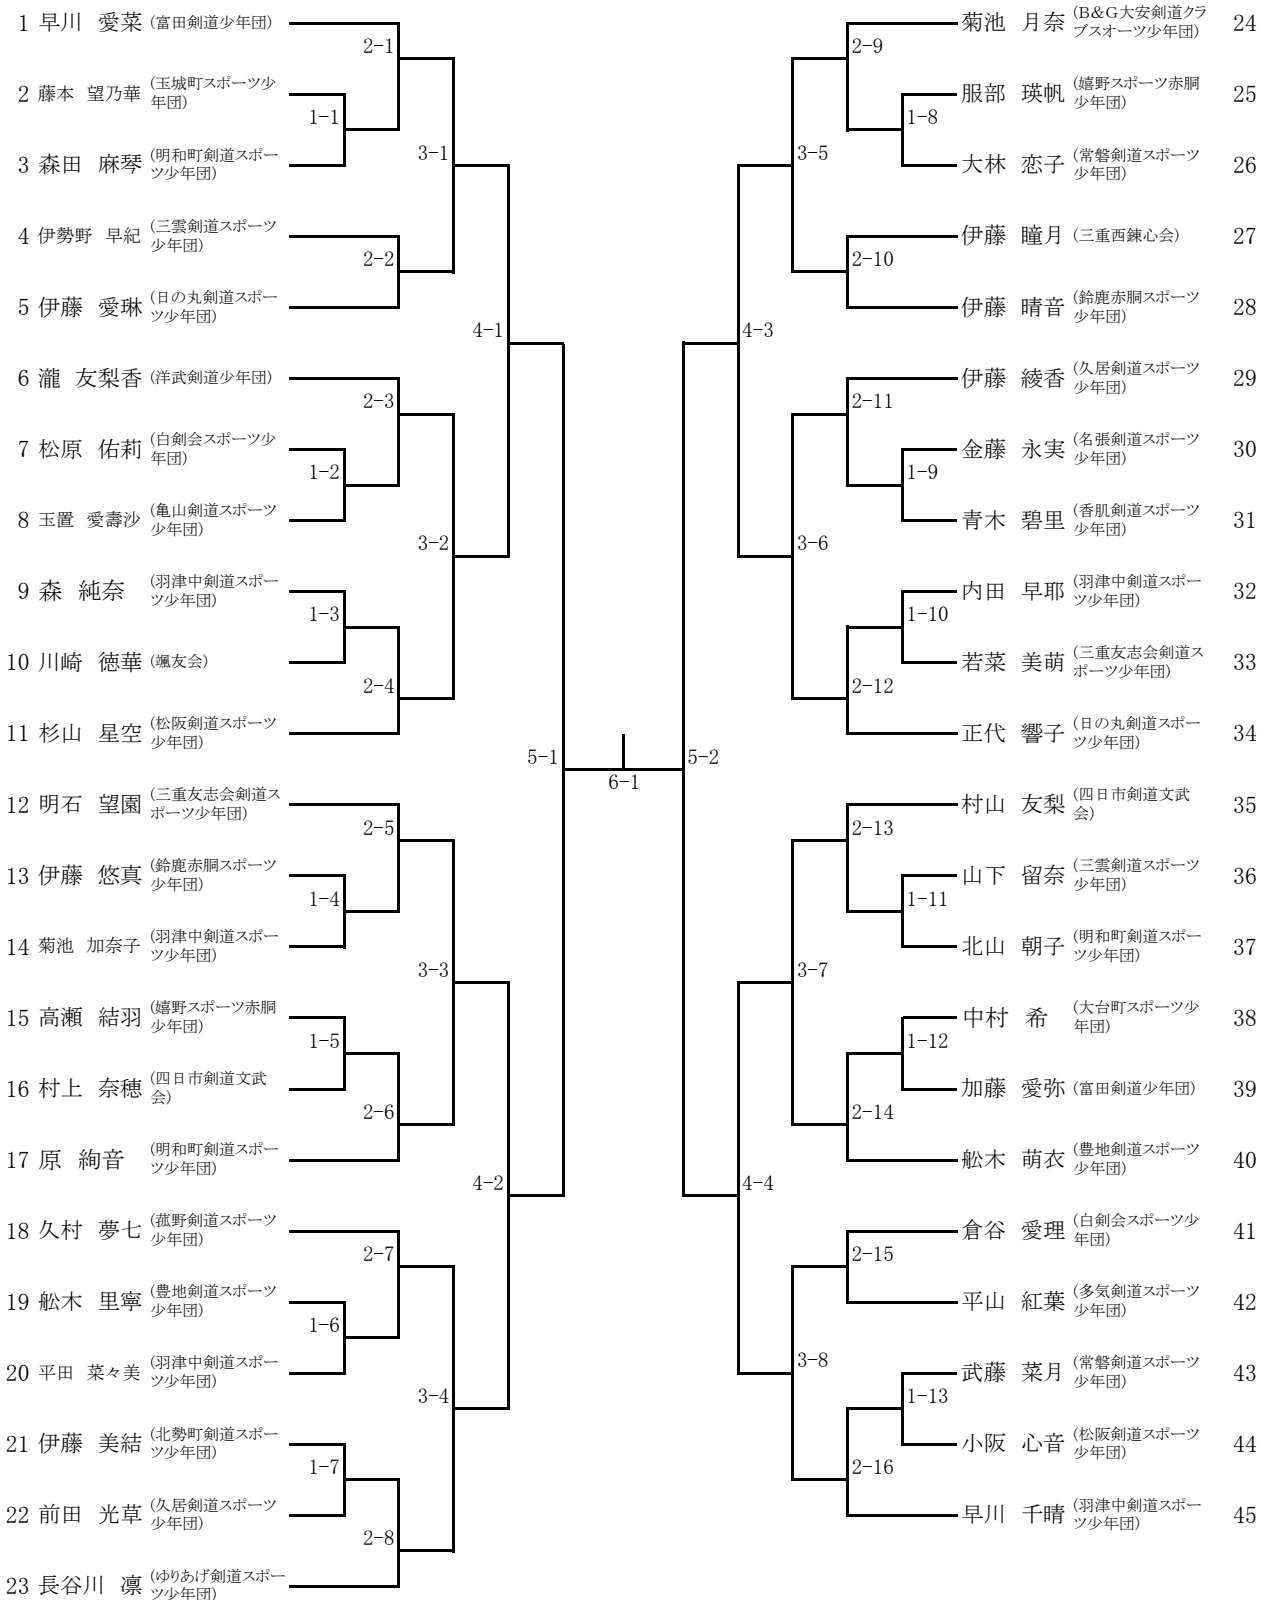 1 早川 愛菜 (富田剣道少年団)
2 藤本 望乃華 (玉城町スポーツ少
年団)
3 森田 麻琴 (明和町剣道スポー
ツ少年団)
4 伊勢野 早紀 (三雲剣道スポーツ
少年団)
5 伊藤 愛琳 (日の丸剣道スポー
ツ少年団)
6 瀧 友梨香 (洋武剣道少年団)
7 松原 佑莉 (白剣会スポーツ少
年団)
8 玉置 愛壽沙 (亀山剣道スポーツ
少年団)
9 森 純奈 (羽津中剣道スポー
ツ少年団)
10 川崎 徳華 (颯友会)
11 杉山 星空 (松阪剣道スポーツ
少年団)
12 明石 望園 (三重友志会剣道ス
ポーツ少年団)
13 伊藤 悠真 (鈴鹿赤胴スポーツ
少年団)
14 菊池 加奈子 (羽津中剣道スポー
ツ少年団)
15 高瀬 結羽 (嬉野スポーツ赤胴
少年団)
16 村上 奈穂 (四日市剣道文武
会)
17 原 絢音 (明和町剣道スポー
ツ少年団)
18 久村 夢七 (菰野剣道スポーツ
少年団)
19 舩木 里寧 (豊地剣道スポーツ
少年団)
20 平田 菜々美 (羽津中剣道スポー
ツ少年団)
21 伊藤 美結 (北勢町剣道スポー
ツ少年団)
22 前田 光草 (久居剣道スポーツ
少年団)
23 長谷川 凛 (ゆりあげ剣道スポー
ツ少年団)
1-1
1-2
1-3
1-4
1-5
1-6
1-7
2-1
2-2
2-3
2-4
2-5
2-6
2-7
2-8
3-1
3-2
3-3
3-4
4-1
4-2
5-1
6-1
5-2
4-3
4-4
3-5
3-6
3-7
3-8
2-9
2-10
2-11
2-12
2-13
2-14
2-15
2-16
1-8
1-9
1-10
1-11
1-12
1-13
菊池 月奈 (B&G大安剣道クラ 24
ブスオーツ少年団)
服部 瑛帆 (嬉野スポーツ赤胴 25
少年団)
大林 恋子 (常磐剣道スポーツ 26
少年団)
伊藤 瞳月 (三重西錬心会) 27
伊藤 晴音 (鈴鹿赤胴スポーツ 28
少年団)
伊藤 綾香 (久居剣道スポーツ 29
少年団)
金藤 永実 (名張剣道スポーツ 30
少年団)
青木 碧里 (香肌剣道スポーツ 31
少年団)
内田 早耶 (羽津中剣道スポー 32
ツ少年団)
若菜 美萌 (三重友志会剣道ス 33
ポーツ少年団)
正代 響子 (日の丸剣道スポー 34
ツ少年団)
村山 友梨 (四日市剣道文武 35
会)
山下 留奈 (三雲剣道スポーツ 36
少年団)
北山 朝子 (明和町剣道スポー 37
ツ少年団)
中村 希 (大台町スポーツ少 38
年団)
加藤 愛弥 (富田剣道少年団) 39
舩木 萌衣 (豊地剣道スポーツ 40
少年団)
倉谷 愛理 (白剣会スポーツ少 41
年団)
平山 紅葉 (多気剣道スポーツ 42
少年団)
武藤 菜月 (常磐剣道スポーツ 43
少年団)
小阪 心音 (松阪剣道スポーツ 44
少年団)
早川 千晴 (羽津中剣道スポー 45
ツ少年団)